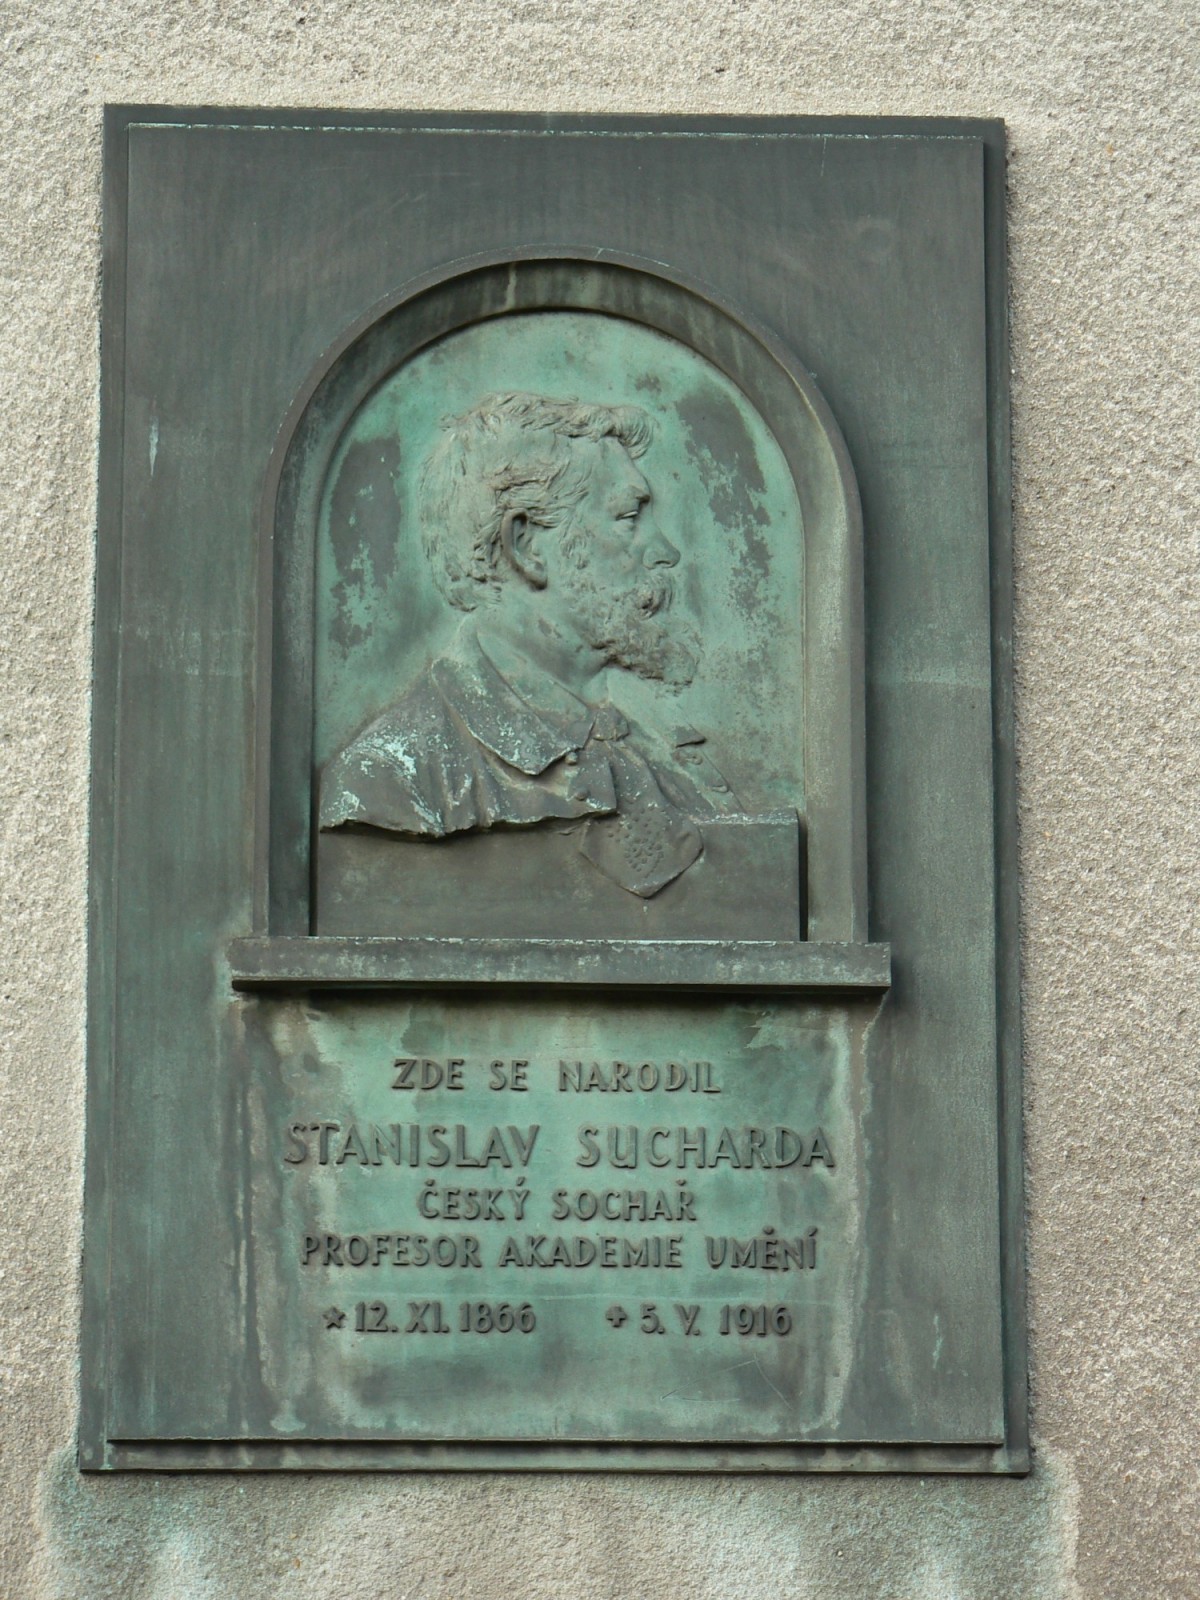 ZDE SE NARODIL
STANISLAV SUCHARDA
ČESKÝ SOCHAŘ
PROFESOR AKADEMIE UMĚNÍ
*12.XI.1866 +5.V.1916